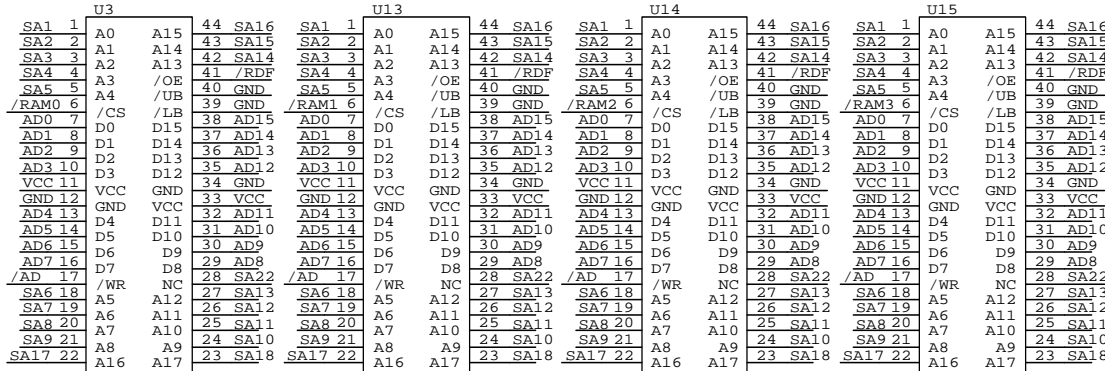 U3 U13 U14 U15
SA1 1 A0 A15 44 SA16 SA1 1 A0 A15 44 SA16 SA1 1 A0 A15 44 SA16 SA1 1 A0 A15 44 SA16
SA2 2 A1 A14 43 SA15 SA2 2 A1 A14 43 SA15 SA2 2 A1 A14 43 SA15 SA2 2 A1 A14 43 SA15
SA3 3 A2 A13 42 SA14 SA3 3 A2 A13 42 SA14 SA3 3 A2 A13 42 SA14 SA3 3 A2 A13 42 SA14
SA4 4 A3 /OE 41 /RDF SA4 4 A3 /OE 41 /RDF SA4 4 A3 /OE 41 /RDF SA4 4 A3 /OE 41 /RDF
SA5 5 A4 /UB 40 GND SA5 5 A4 /UB 40 GND SA5 5 A4 /UB 40 GND SA5 5 A4 /UB 40 GND
/RAM0 6 /CS /LB 39 GND /RAM1 6 /CS /LB 39 GND /RAM2 6 /CS /LB 39 GND /RAM3 6 /CS /LB 39 GND
AD0 7 D0 D15 38 AD15 AD0 7 D0 D15 38 AD15 AD0 7 D0 D15 38 AD15 AD0 7 D0 D15 38 AD15
AD1 8 D1 D14 37 AD14 AD1 8 D1 D14 37 AD14 AD1 8 D1 D14 37 AD14 AD1 8 D1 D14 37 AD14
AD2 9 D2 D13 36 AD13 AD2 9 D2 D13 36 AD13 AD2 9 D2 D13 36 AD13 AD2 9 D2 D13 36 AD13
AD3 10 D3 D12 35 AD12 AD3 10 D3 D12 35 AD12 AD3 10 D3 D12 35 AD12 AD3 10 D3 D12 35 AD12
VCC 11 VCC GND 34 GND VCC 11 VCC GND 34 GND VCC 11 VCC GND 34 GND VCC 11 VCC GND 34 GND
GND 12 GND VCC 33 VCC GND 12 GND VCC 33 VCC GND 12 GND VCC 33 VCC GND 12 GND VCC 33 VCC
AD4 13 D4 D11 32 AD11 AD4 13 D4 D11 32 AD11 AD4 13 D4 D11 32 AD11 AD4 13 D4 D11 32 AD11
AD5 14 D5 D10 31 AD10 AD5 14 D5 D10 31 AD10 AD5 14 D5 D10 31 AD10 AD5 14 D5 D10 31 AD10
AD6 15 D6 D9 30 AD9 AD6 15 D6 D9 30 AD9 AD6 15 D6 D9 30 AD9 AD6 15 D6 D9 30 AD9
AD7 16 D7 D8 29 AD8 AD7 16 D7 D8 29 AD8 AD7 16 D7 D8 29 AD8 AD7 16 D7 D8 29 AD8
/AD 17 /WR NC 28 SA22 /AD 17 /WR NC 28 SA22 /AD 17 /WR NC 28 SA22 /AD 17 /WR NC 28 SA22
SA6 18 A5 A12 27 SA13 SA6 18 A5 A12 27 SA13 SA6 18 A5 A12 27 SA13 SA6 18 A5 A12 27 SA13
SA7 19 A6 A11 26 SA12 SA7 19 A6 A11 26 SA12 SA7 19 A6 A11 26 SA12 SA7 19 A6 A11 26 SA12
SA8 20 A7 A10 25 SA11 SA8 20 A7 A10 25 SA11 SA8 20 A7 A10 25 SA11 SA8 20 A7 A10 25 SA11
SA9 21 A8 A9 24 SA10 SA9 21 A8 A9 24 SA10 SA9 21 A8 A9 24 SA10 SA9 21 A8 A9 24 SA10
SA17 22 A16 A17 23 SA18 SA17 22 A16 A17 23 SA18 SA17 22 A16 A17 23 SA18 SA17 22 A16 A17 23 SA18